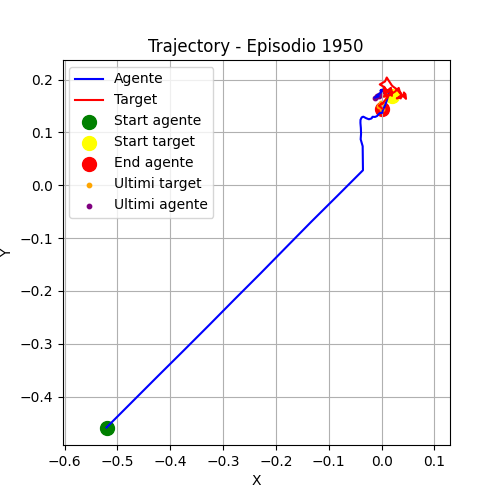 Trajectory - Episodio 1950
Agente
Target
Start agente
Start target
End agente
Ultimi target
Ultimi agente
0.2
0.1
0.0
−0.1
−0.2
−0.3
−0.4
Y
−0.6 −0.5 −0.4 −0.3 −0.2 −0.1 0.0 0.1
X